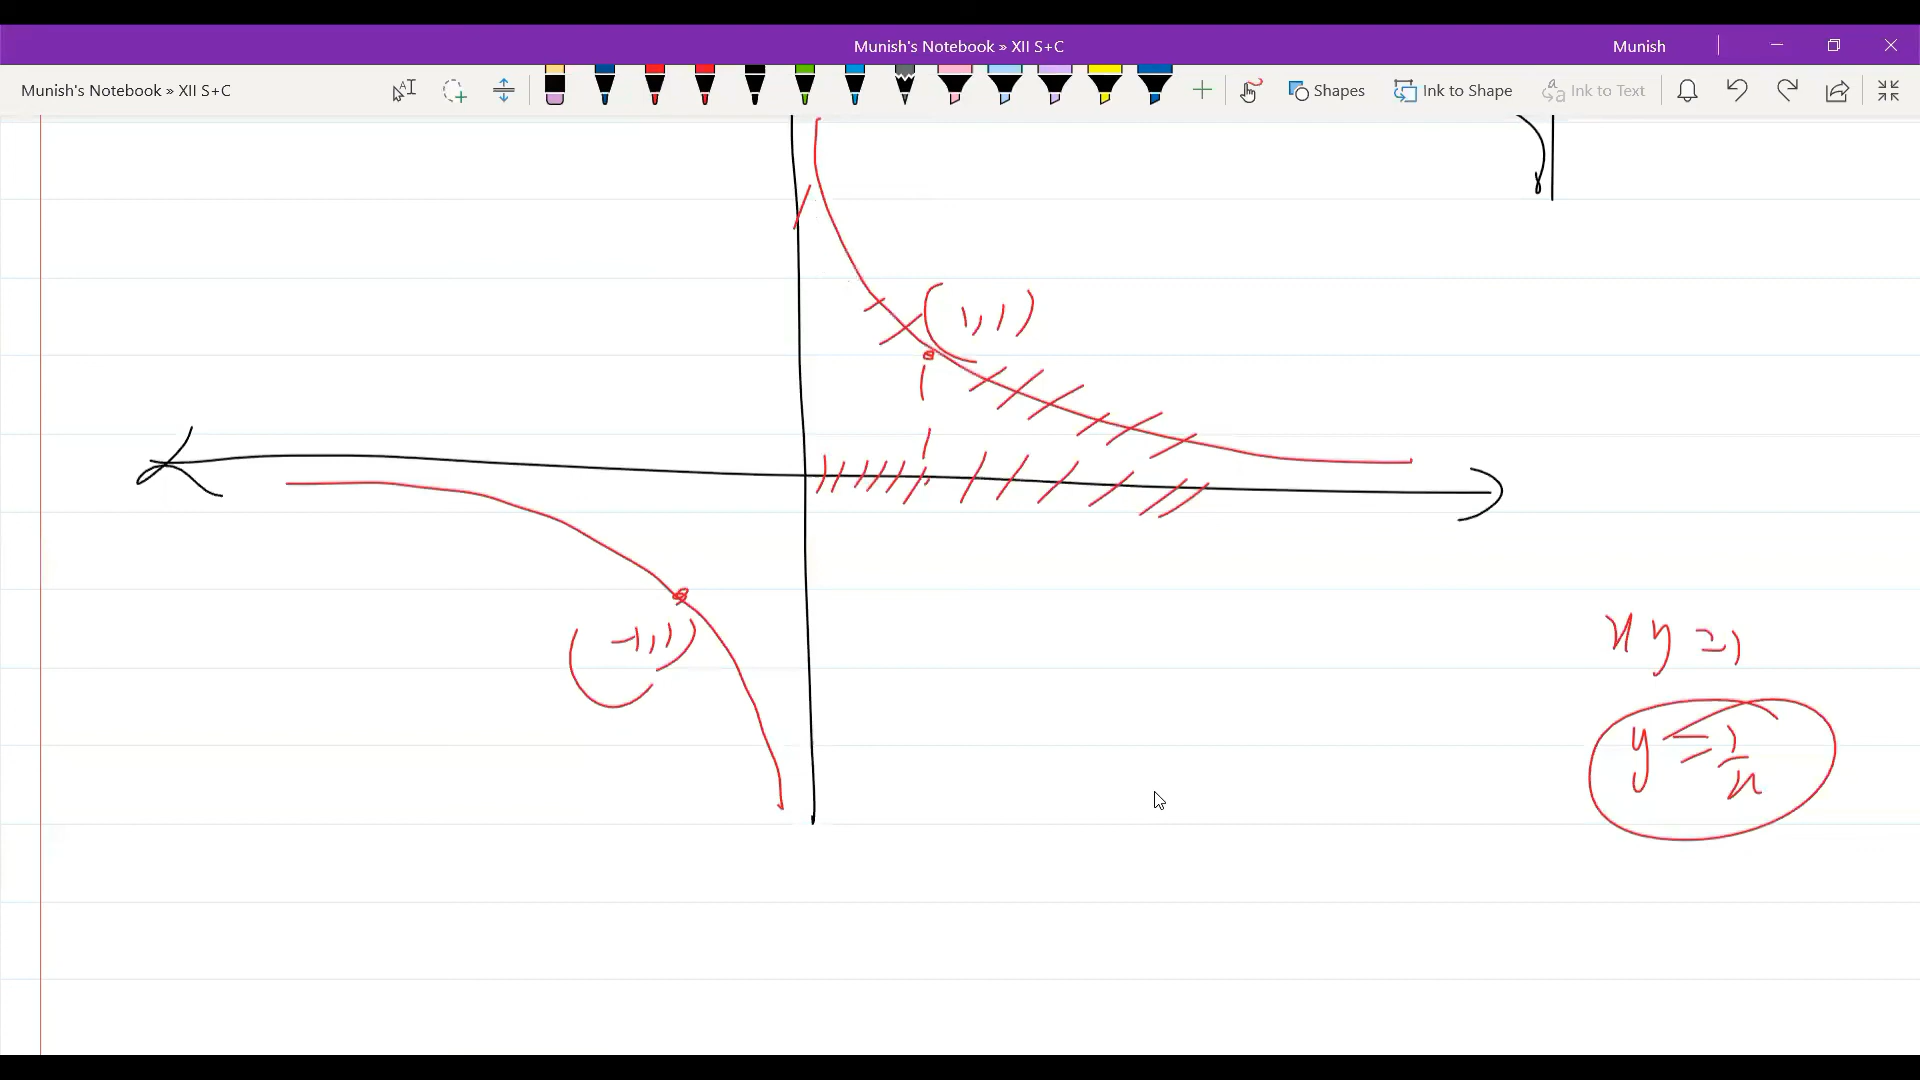 Munish's Notebook » XII S+C
Munish
Munish's Notebook » XII S+C
Shapes
Ink to Shape
Ink to Text
(1,1)
(-1,1)
xy=1
y=1/x